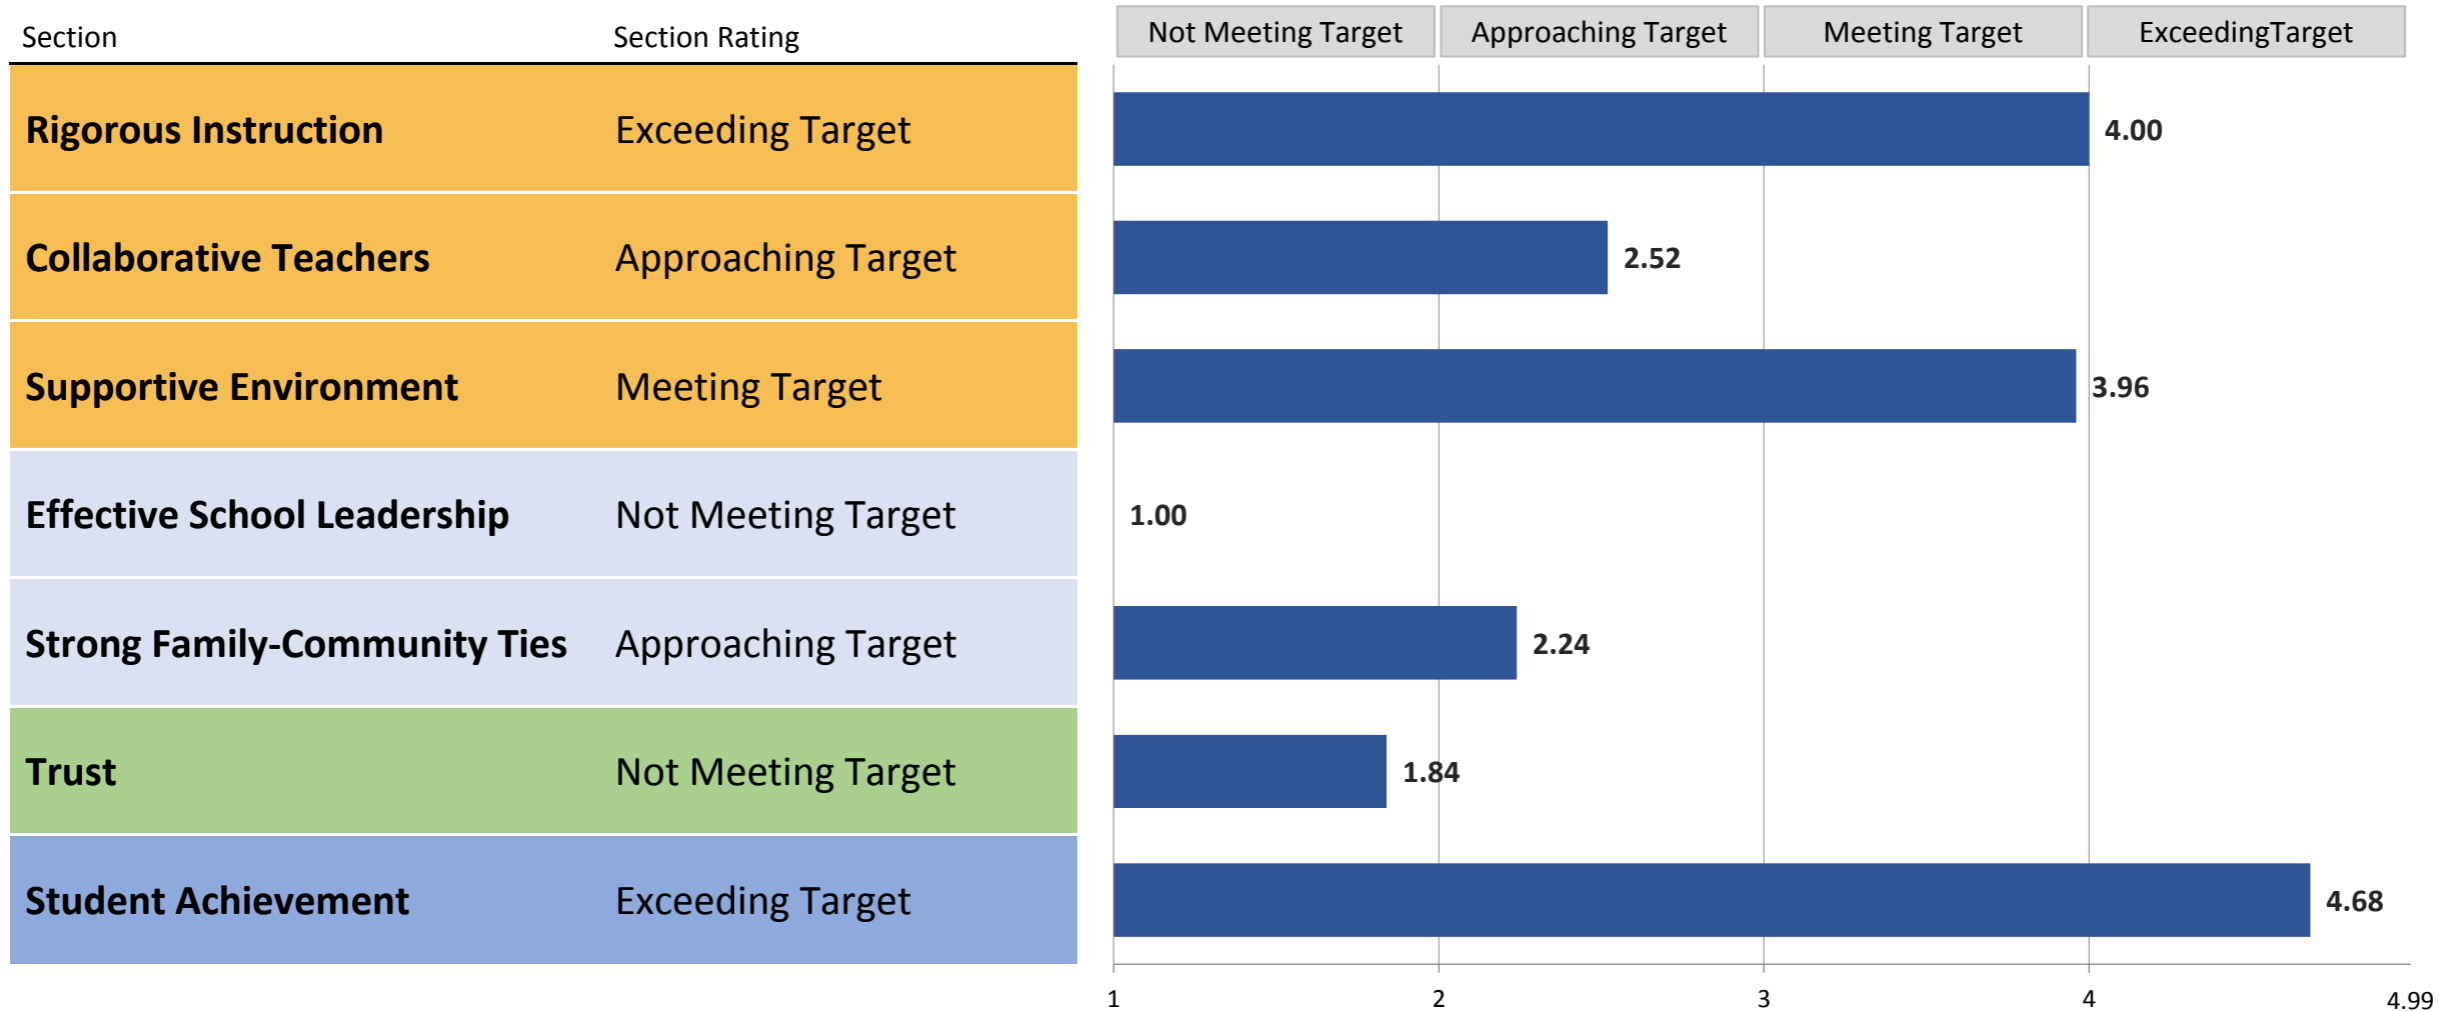 Section Section Rating Not Meeting Target Approaching Target Meeting Target ExceedingTarget
Rigorous Instruction Exceeding Target 4.00
Collaborative Teachers Approaching Target 2.52
Supportive Environment Meeting Target 3.96
Effective School Leadership Not Meeting Target 1.00
Strong Family-Community Ties Approaching Target 2.24
Trust Not Meeting Target 1.84
Student Achievement Exceeding Target 4.68
1 2 3 4 4.99